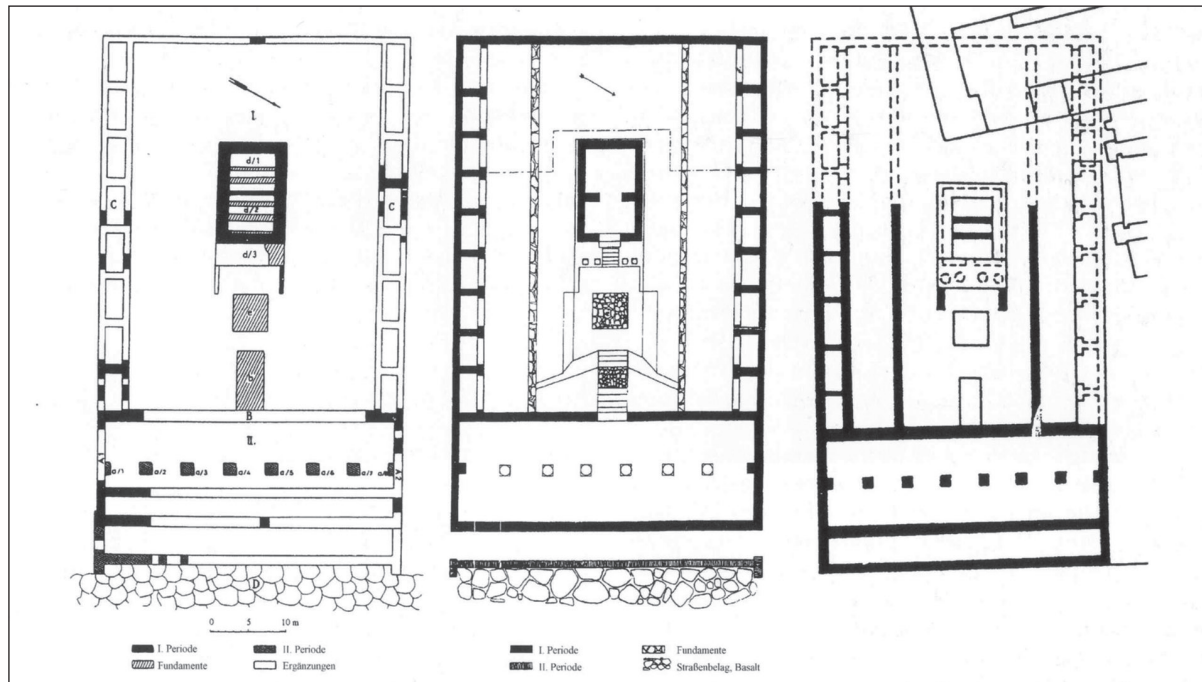 I.
d/1
C
d/2
C
d/3
e
b
B
II.
a/1 a/2 a/3 a/4 a/5 a/6 a/7
D
0 5 10 m
I. Periode
II. Periode
Fundamente
Ergänzungen
I. Periode
Fundamente
II. Periode
Straßenbelag, Basalt